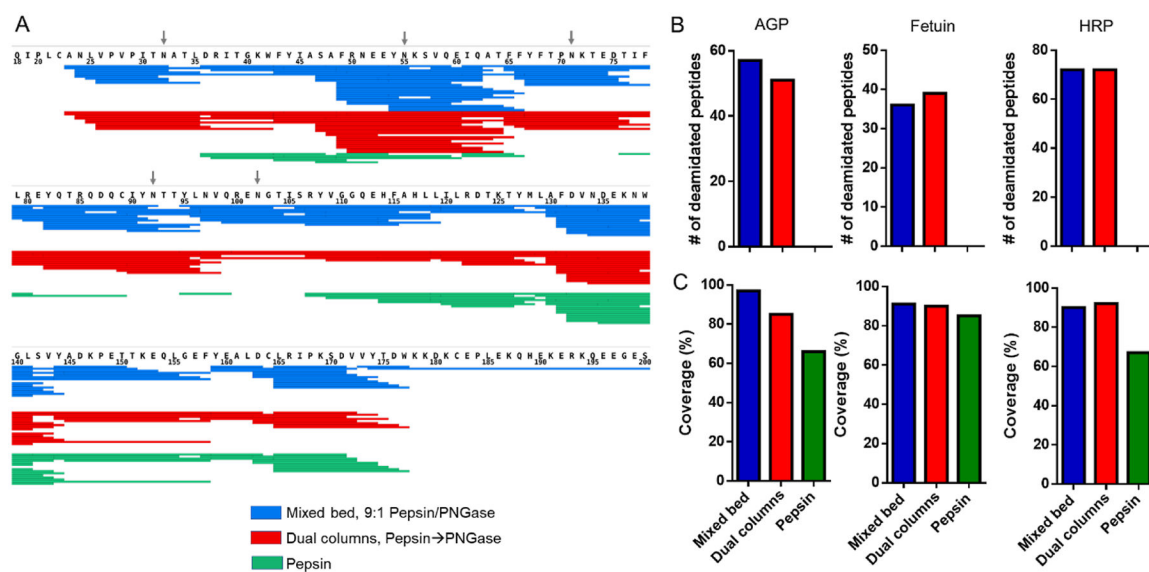 A
Q I P L C A N L V P V P I T N A T L D R I T G K W F Y I A S A F R N E E Y N K S V Q E I Q A T F F Y F T P N K T E D T I F
18 20 25 30 35 40 45 50 55 60 65 70 75
L R E Y Q T R Q D Q C I Y N T T Y L N V Q R E N G T I S R Y V G G Q E H F A H L L I L R D T K T Y M L A F D V N D E K N W
80 85 90 95 100 105 110 115 120 125 130 135
G L S V Y A D K P E T T K E Q L G E F Y E A L D C L R I P K S D V V Y T D W K K D K C E P L E K Q H E K E R K Q E E G E S
140 145 150 155 160 165 170 175 180 185 190 195 200
Mixed bed, 9:1 Pepsin/PNGase
Dual columns, Pepsin→PNGase
Pepsin
B
AGP
# of deamidated peptides
60
40
20
0
Fetuin
# of deamidated peptides
50
40
30
20
10
0
HRP
# of deamidated peptides
80
60
40
20
0
C
Coverage (%)
100
80
60
40
20
0
Mixed bed
Dual columns
Pepsin
Coverage (%)
100
80
60
40
20
0
Mixed bed
Dual columns
Pepsin
Coverage (%)
100
80
60
40
20
0
Mixed bed
Dual columns
Pepsin